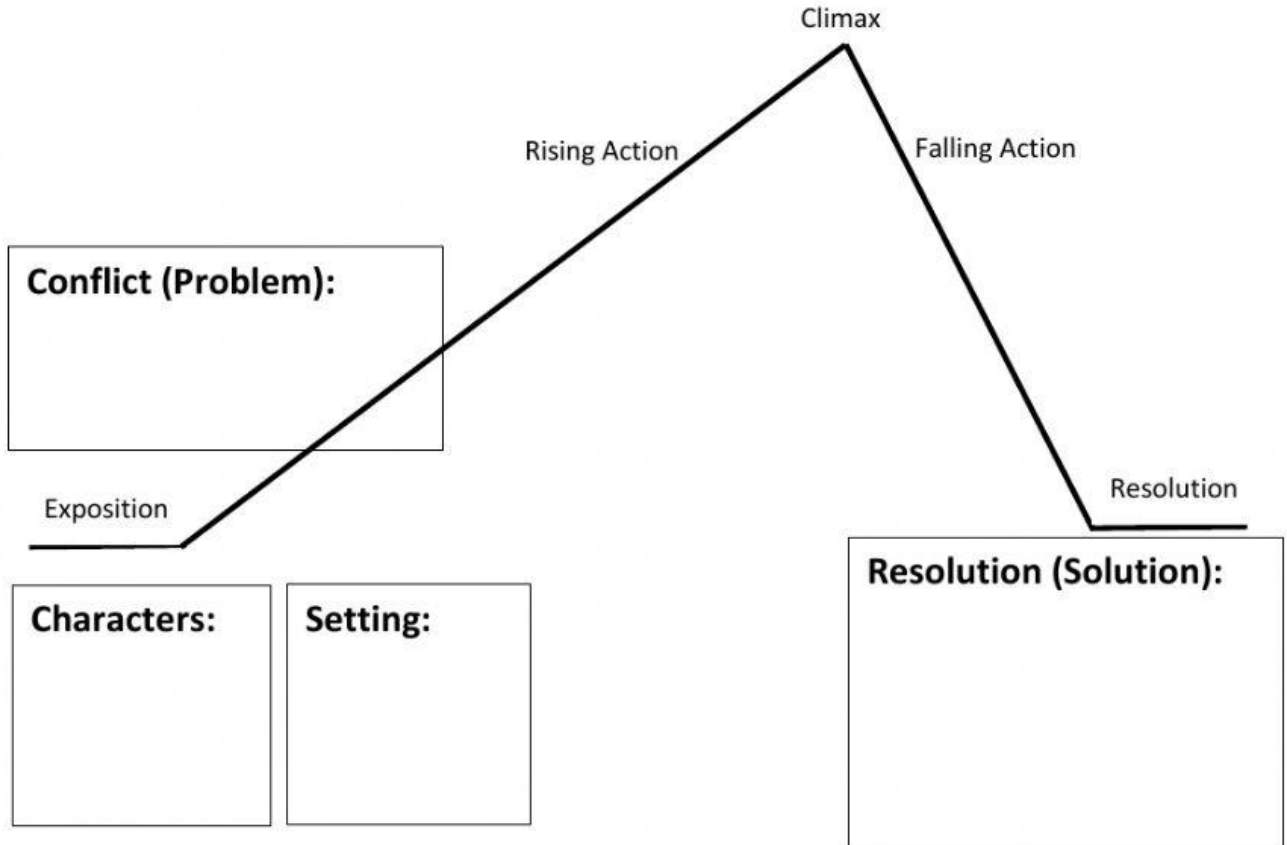 Climax
Rising Action
Falling Action
Conflict (Problem):
Exposition
Resolution
Characters:
Setting:
Resolution (Solution):